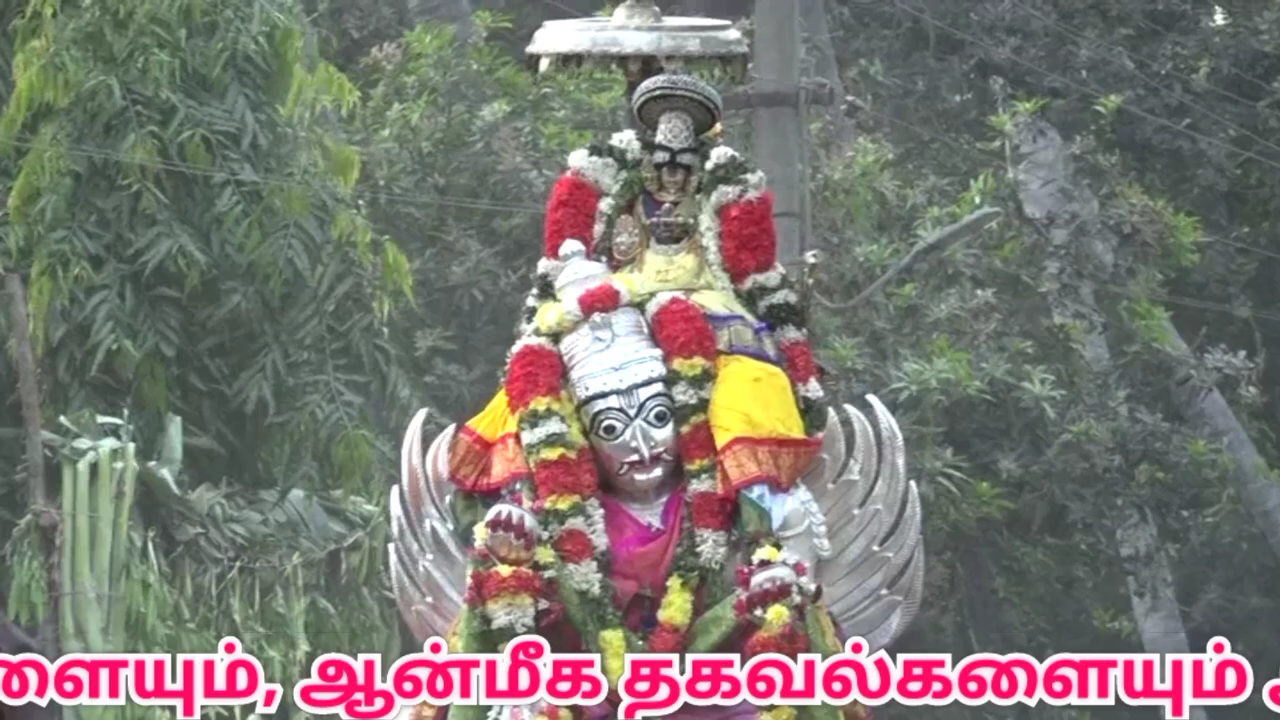 ளையும், ஆன்மீக தகவல்களையும்